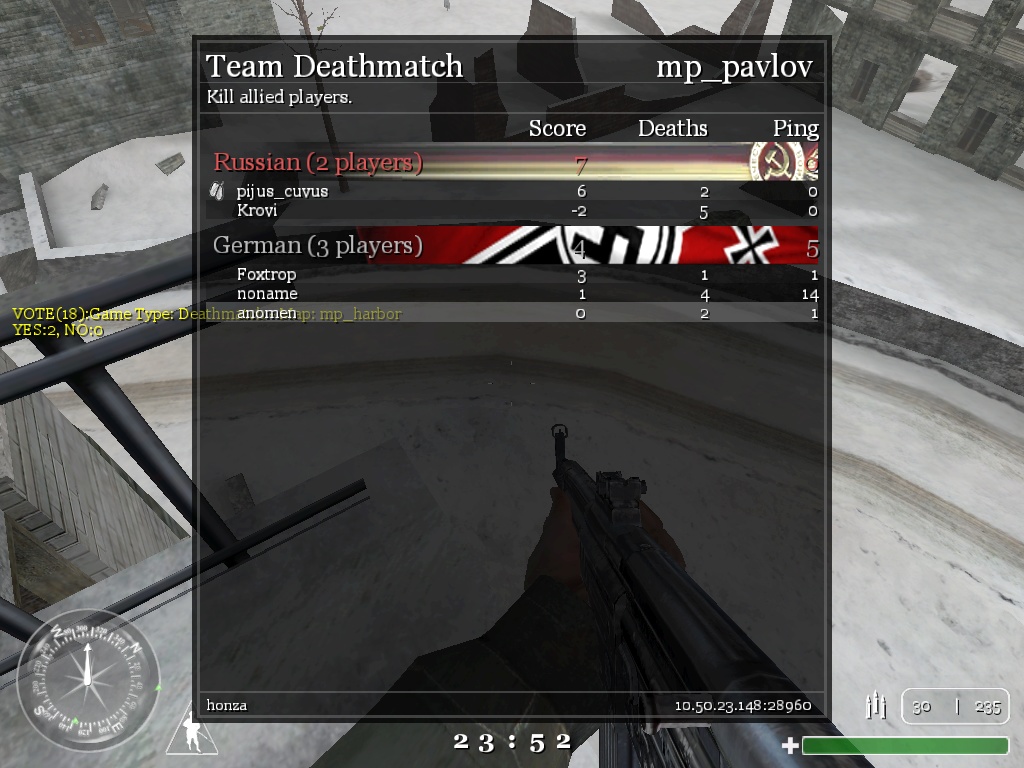 Team Deathmatch mp_pavlov
Kill allied players.
Score Deaths Ping
Russian (2 players) 7
pijus_cuvus 6 2 0
Krovi -2 5 0
German (3 players) 4 5
Foxtrop 3 1 1
noname 1 4 14
anomen 0 2 1
VOTE(18):Game Type: Deathmatch Map: mp_harbor
YES:2, NO:0
honza 10.50.23.148:28960
23:52
30 | 235